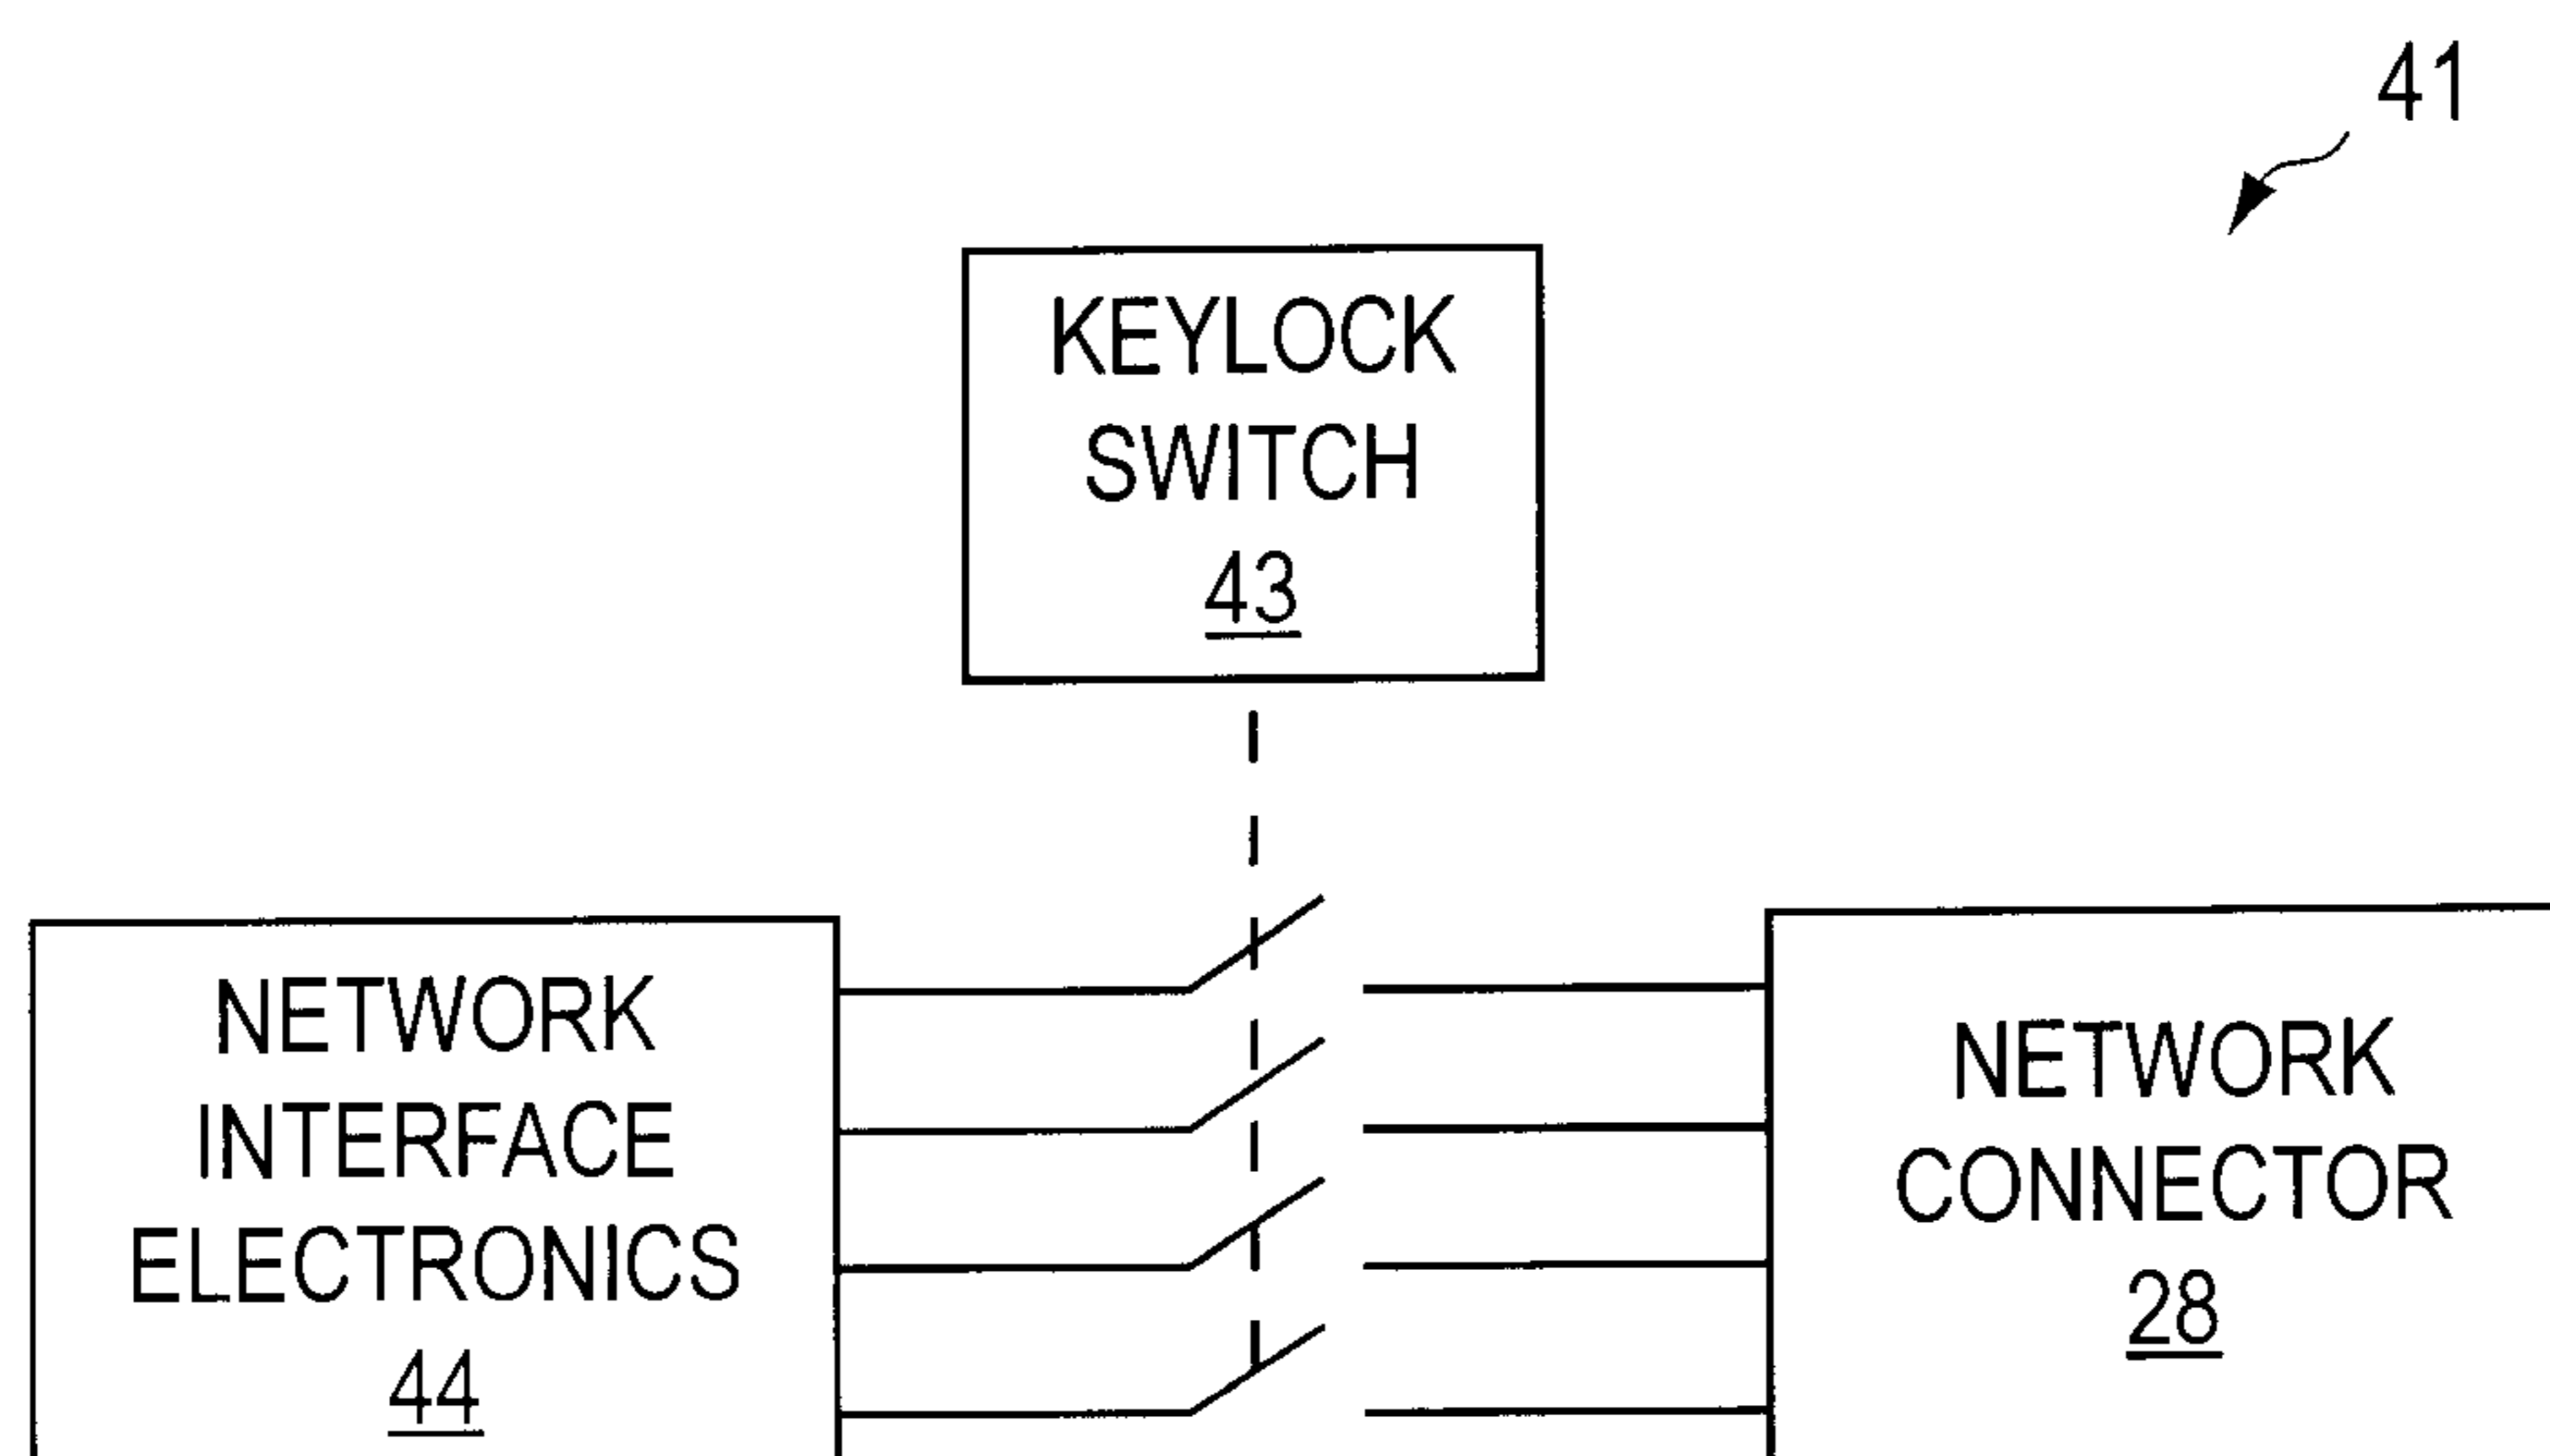 41
KEYLOCK
SWITCH
43
NETWORK
INTERFACE
ELECTRONICS
44
NETWORK
CONNECTOR
28